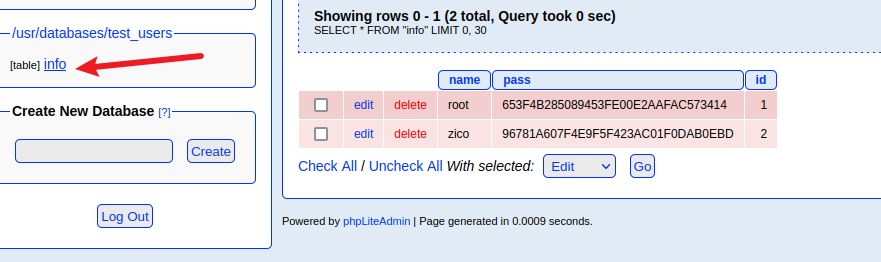 /usr/databases/test_users
[table] info
Create New Database [?]
Create
Log Out
Showing rows 0 - 1 (2 total, Query took 0 sec)
SELECT * FROM "info" LIMIT 0, 30
name pass id
edit delete root 653F4B285089453FE00E2AAFAC573414 1
edit delete zico 96781A607F4E9F5F423AC01F0DAB0EBD 2
Check All / Uncheck All With selected: Edit Go
Powered by phpLiteAdmin | Page generated in 0.0009 seconds.